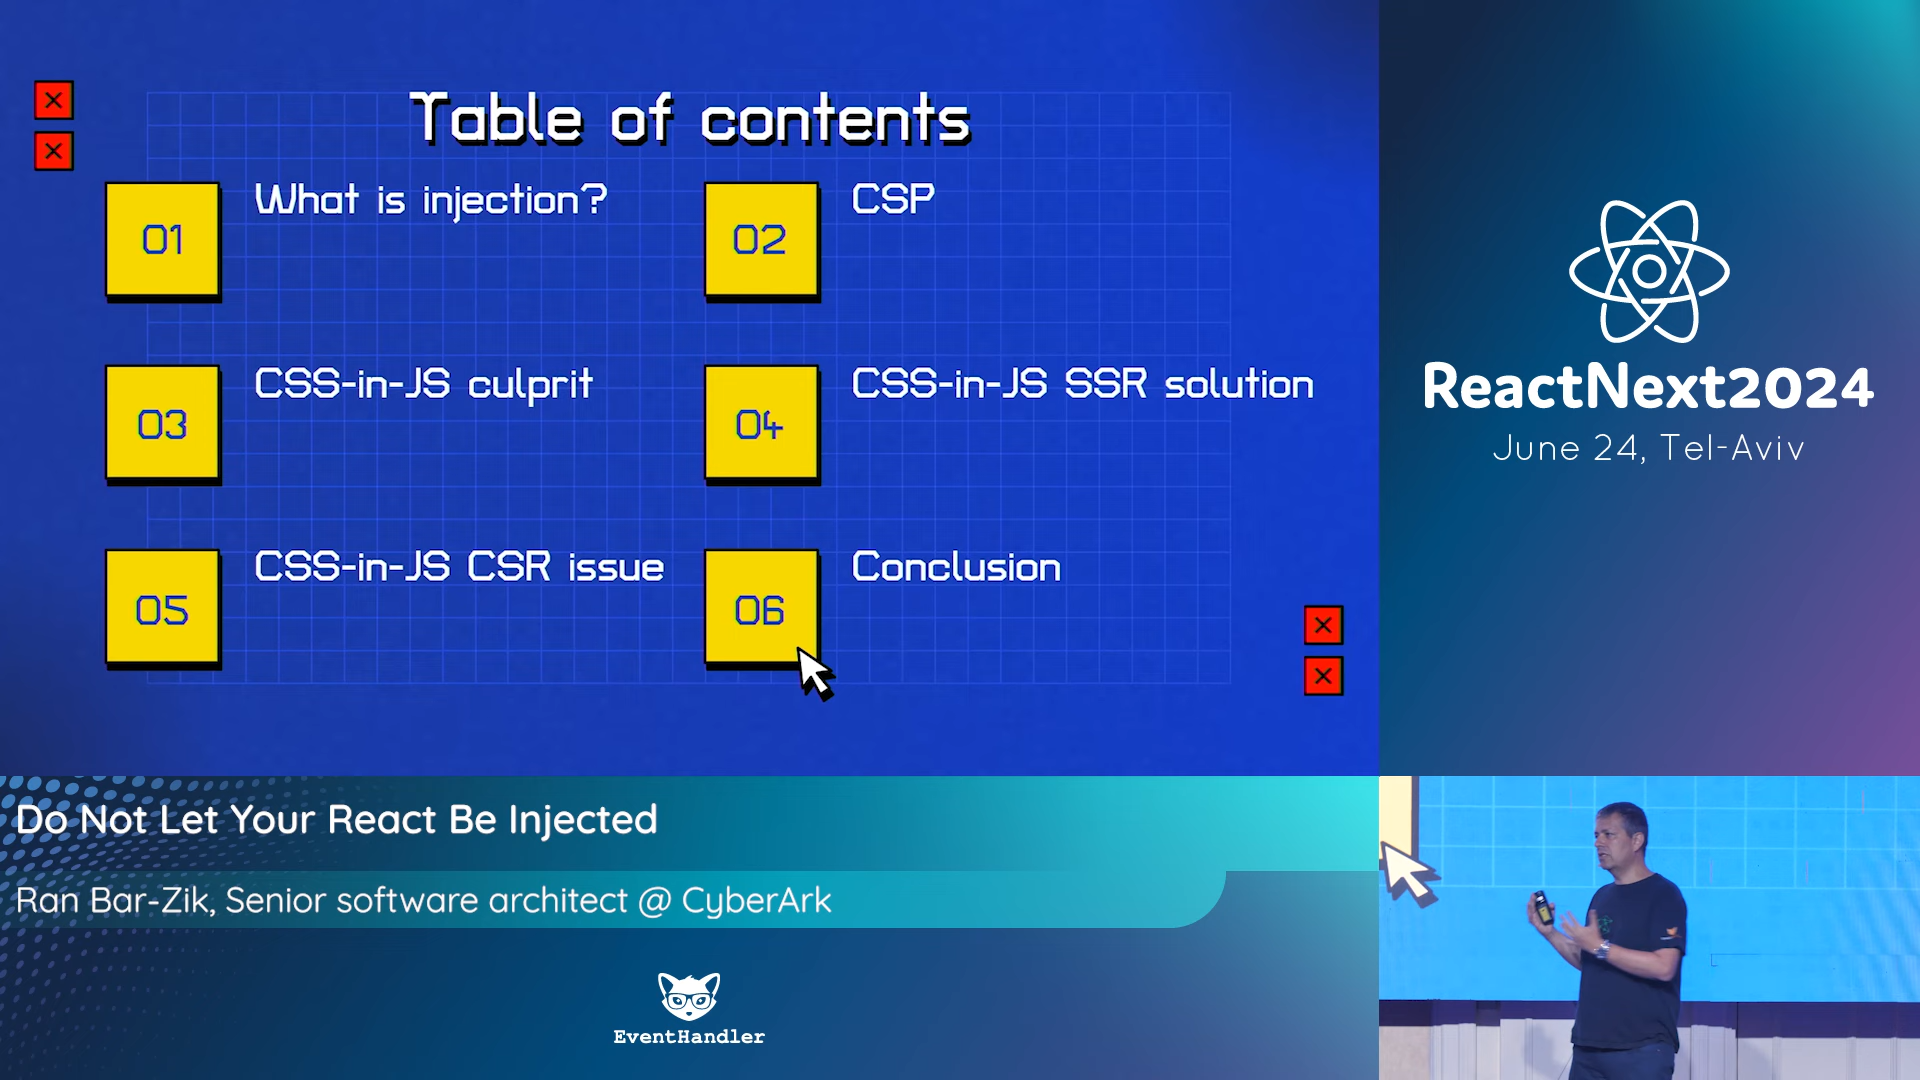 Table of contents
01
What is injection?
02
CSP
03
CSS-in-JS culprit
04
CSS-in-JS SSR solution
05
CSS-in-JS CSR issue
06
Conclusion
ReactNext2024
June 24, Tel-Aviv
Do Not Let Your React Be Injected
Ran Bar-Zik, Senior software architect @ CyberArk
EventHandler